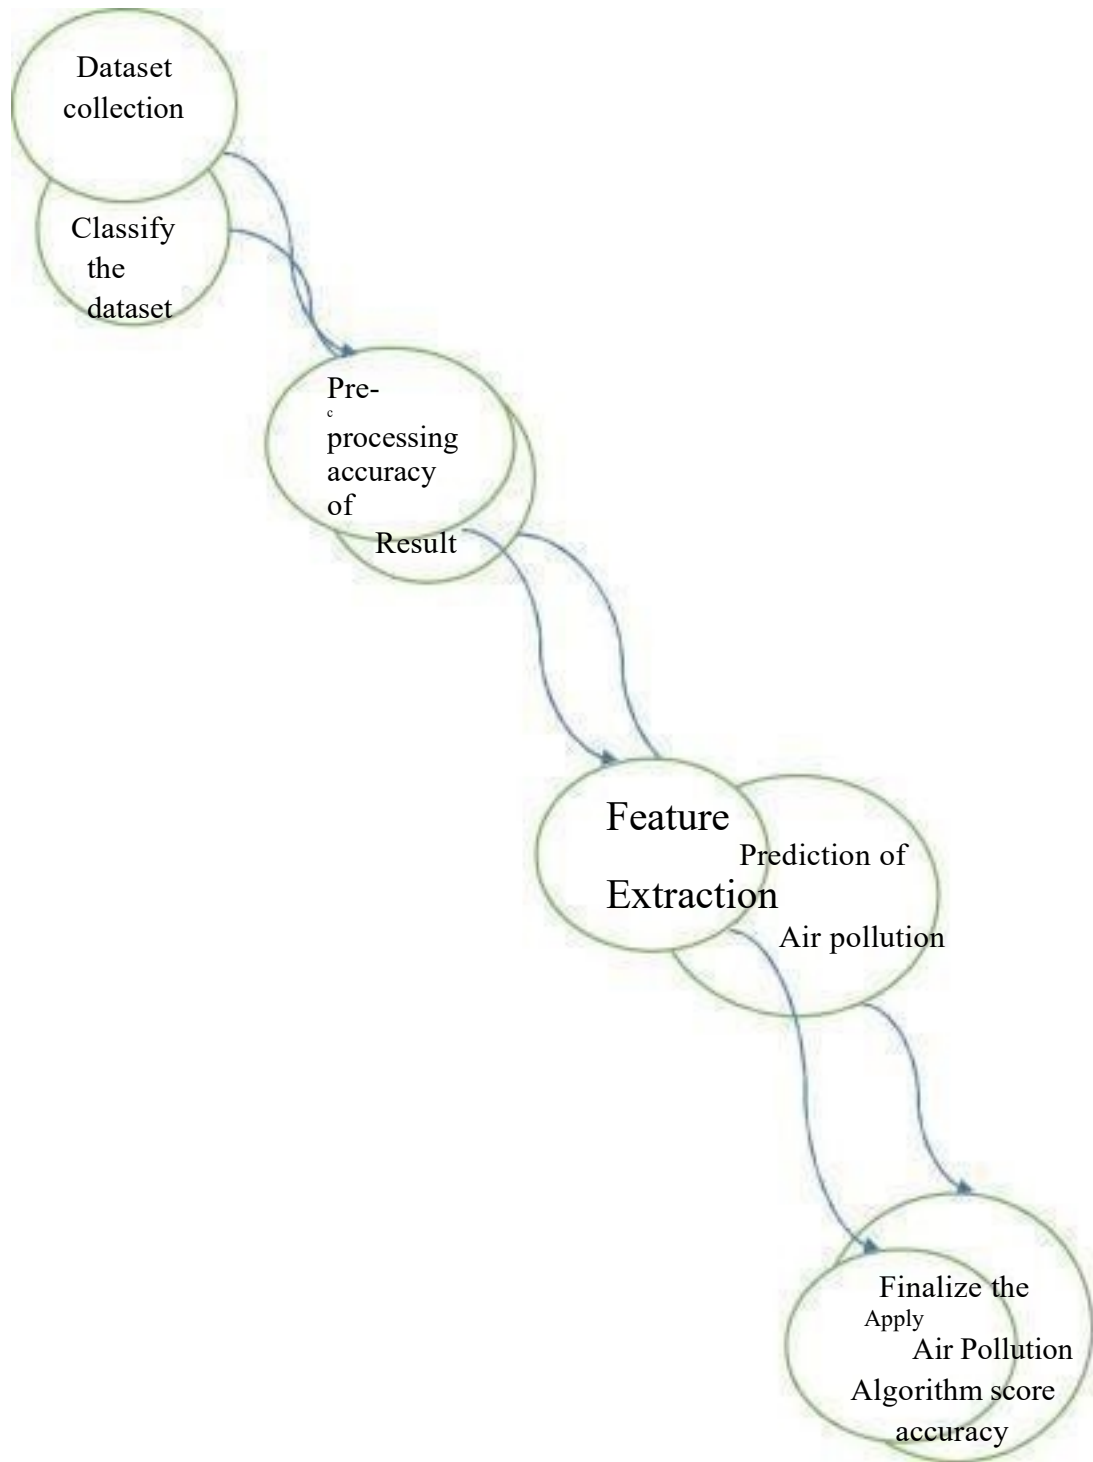 Dataset
collection
Classify
the
dataset
Pre-
c
processing
accuracy
of
Result
Feature
Prediction of
Extraction
Air pollution
Finalize the
Apply
Air Pollution
Algorithm score
accuracy